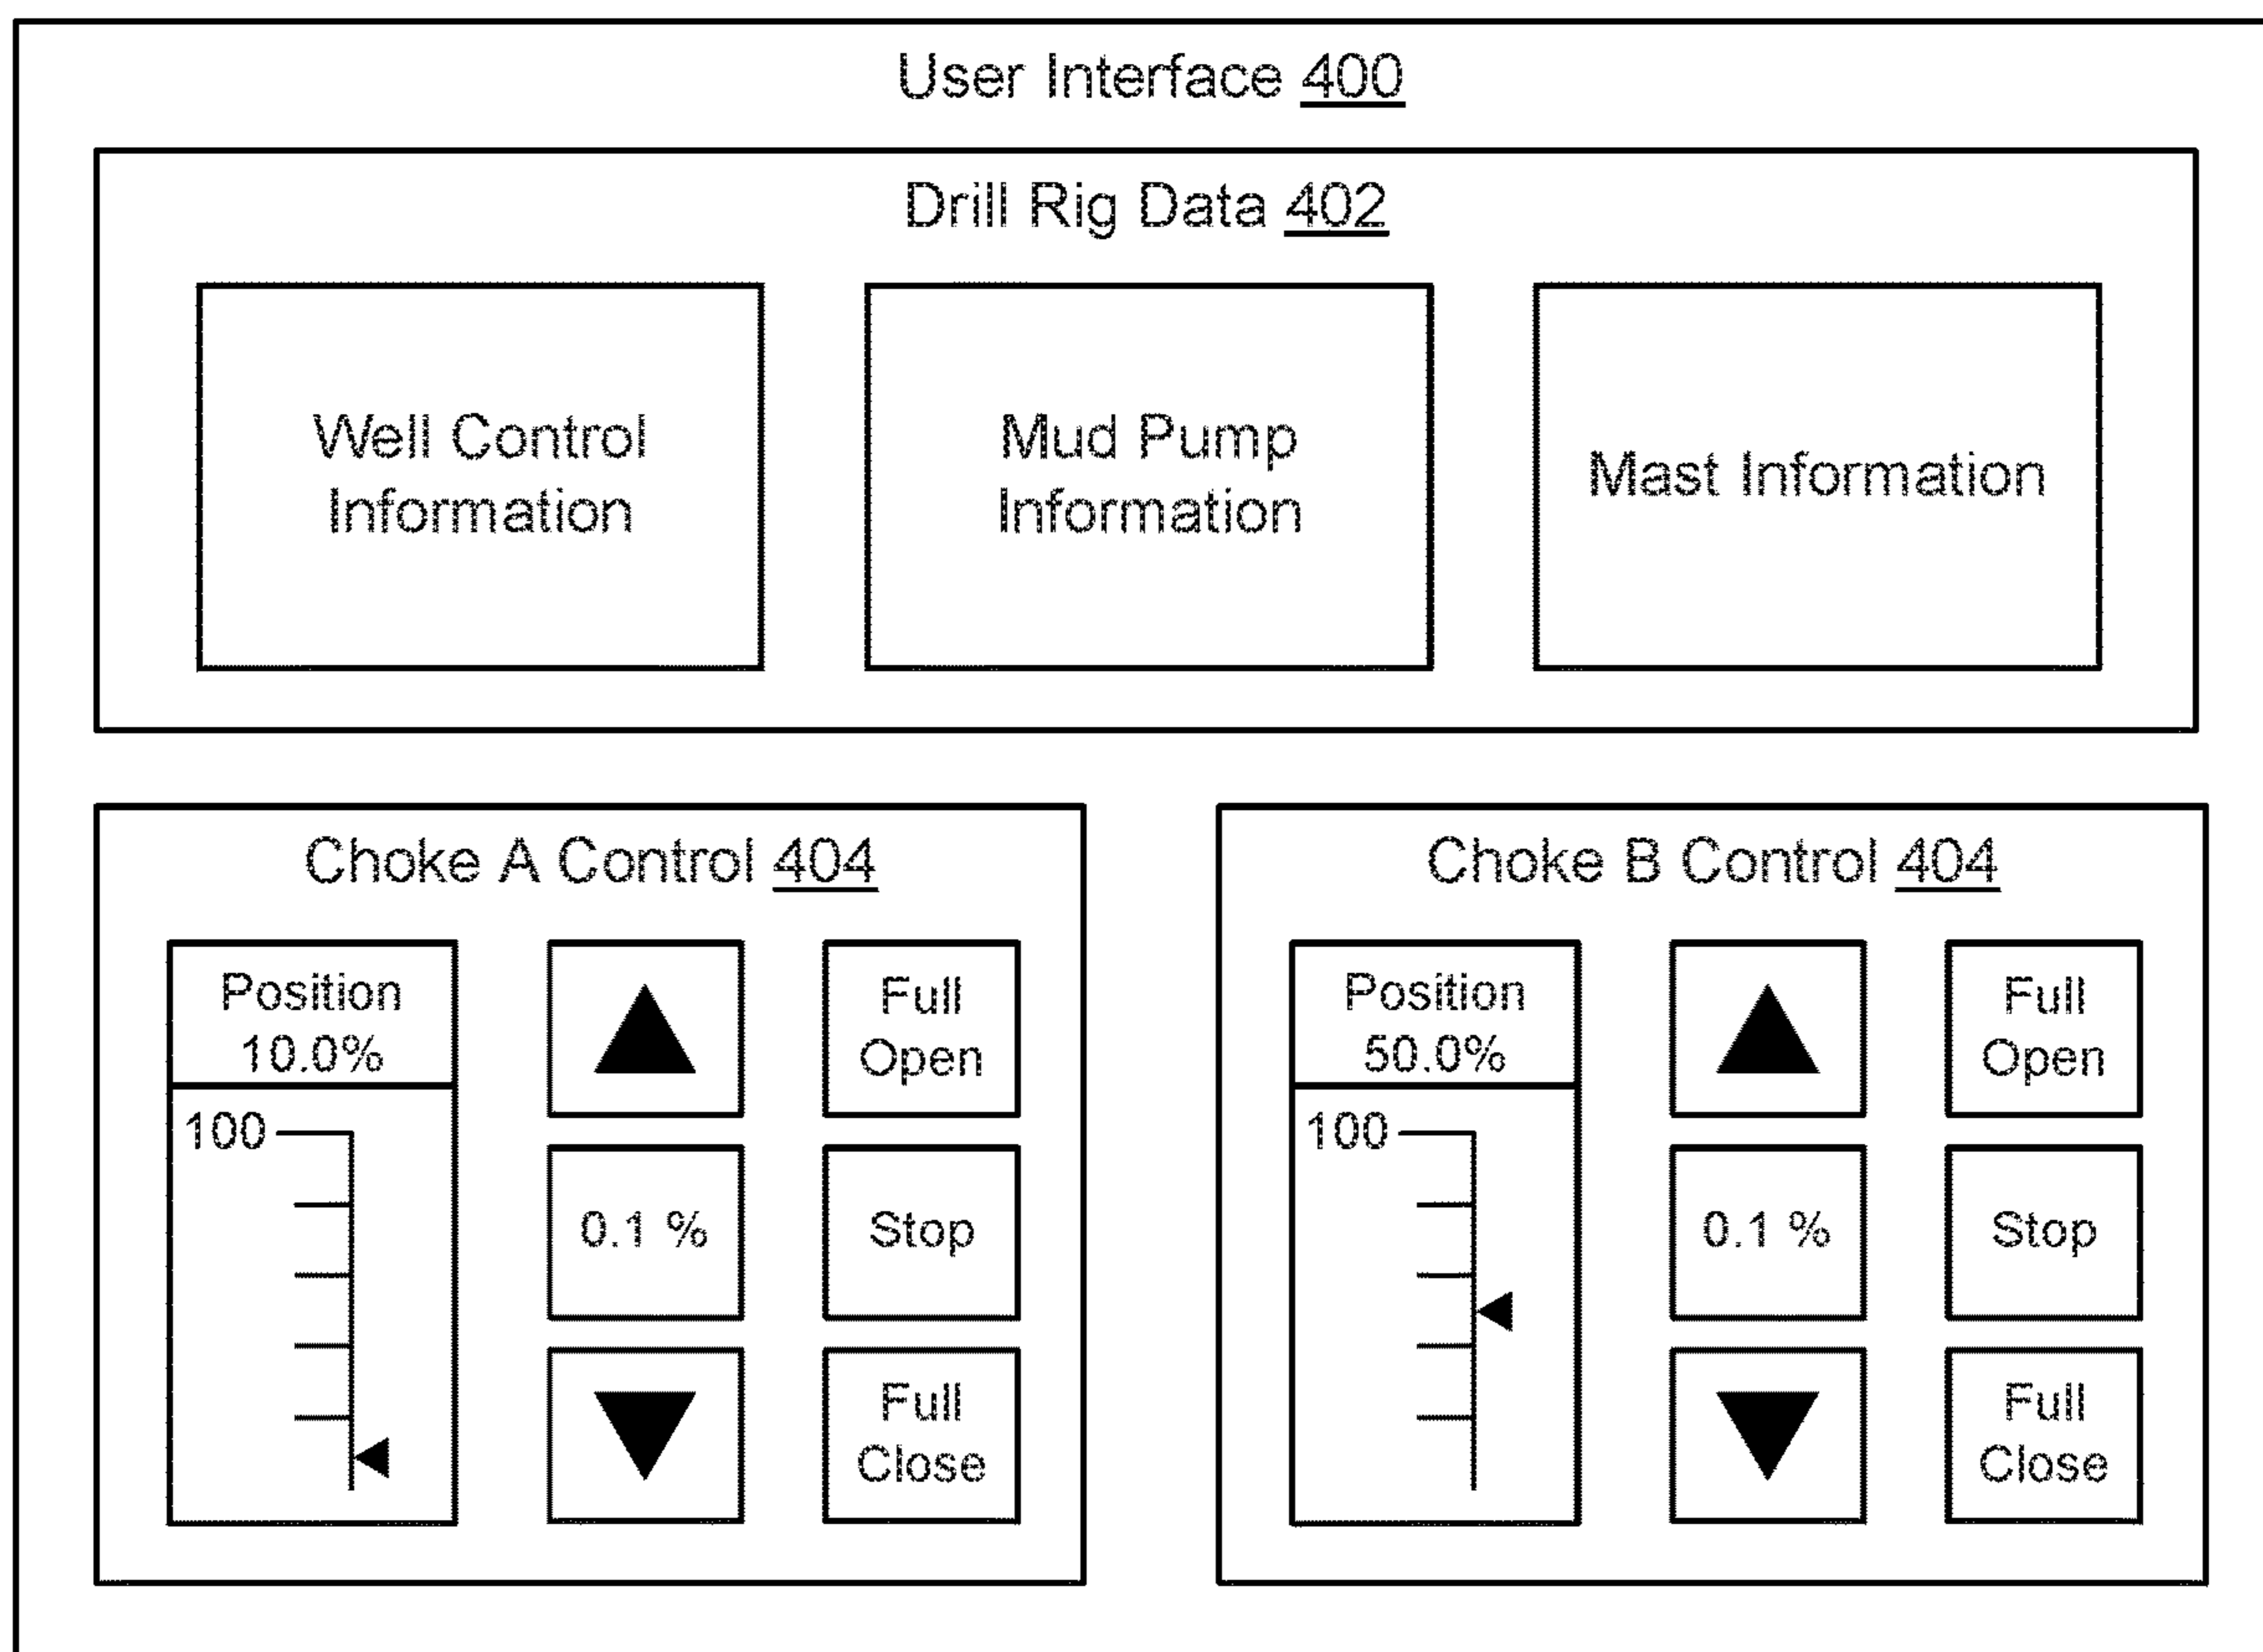 User Interface 400
Drill Rig Data 402
Well Control
Information
Mud Pump
Information
Mast Information
Choke A Control 404
Position
10.0%
100
0.1 %
Full
Open
Stop
Full
Close
Choke B Control 404
Position
50.0%
100
0.1 %
Full
Open
Stop
Full
Close